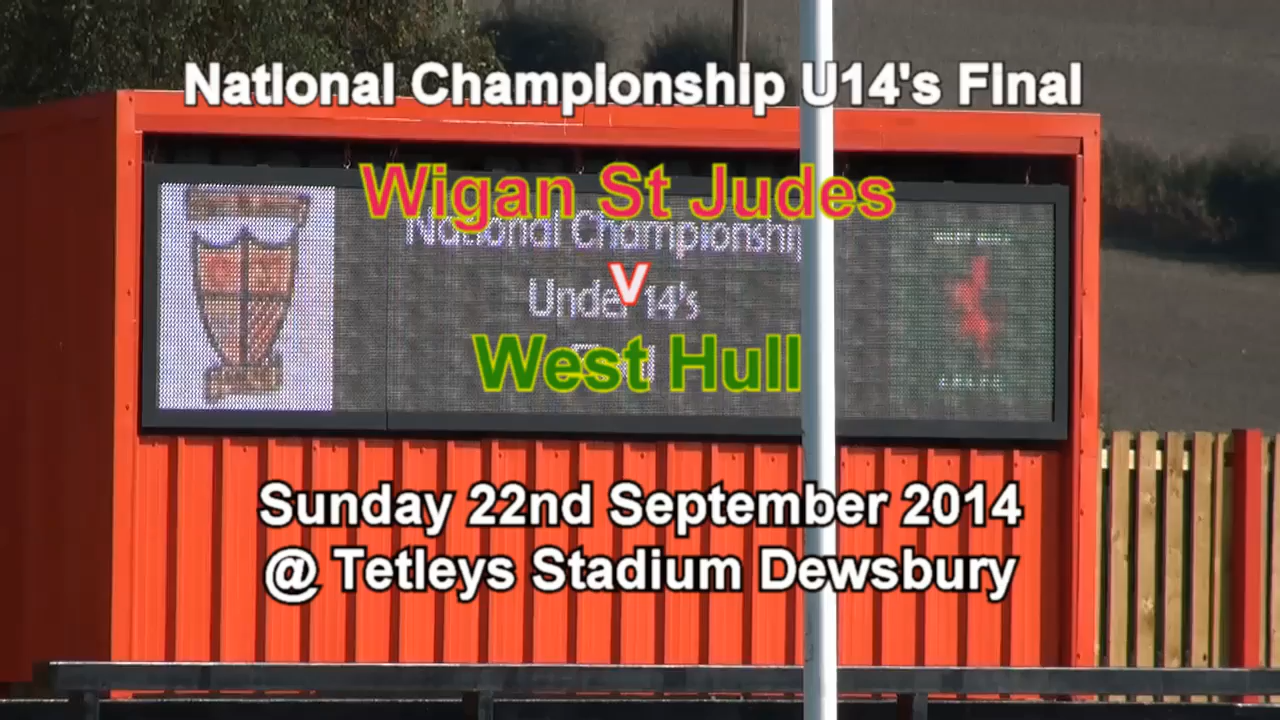 National Championship U14's Final
Wigan St Judes
National Championship
v
Under 14's
West Hull
Sunday 22nd September 2014
@ Tetleys Stadium Dewsbury